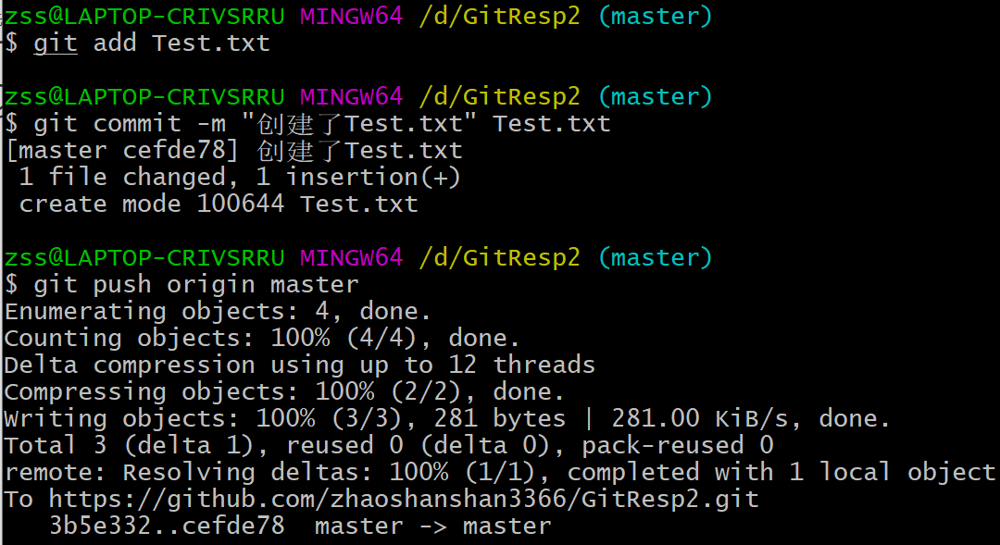 zss@LAPTOP-CRIVSRRU MINGW64 /d/GitResp2 (master)
$ git add Test.txt
zss@LAPTOP-CRIVSRRU MINGW64 /d/GitResp2 (master)
$ git commit -m "创建了Test.txt" Test.txt
[master cefde78] 创建了Test.txt
 1 file changed, 1 insertion(+)
 create mode 100644 Test.txt
zss@LAPTOP-CRIVSRRU MINGW64 /d/GitResp2 (master)
$ git push origin master
Enumerating objects: 4, done.
Counting objects: 100% (4/4), done.
Delta compression using up to 12 threads
Compressing objects: 100% (2/2), done.
Writing objects: 100% (3/3), 281 bytes | 281.00 KiB/s, done.
Total 3 (delta 1), reused 0 (delta 0), pack-reused 0
remote: Resolving deltas: 100% (1/1), completed with 1 local object
To https://github.com/zhaoshanshan3366/GitResp2.git
   3b5e332..cefde78  master -> master